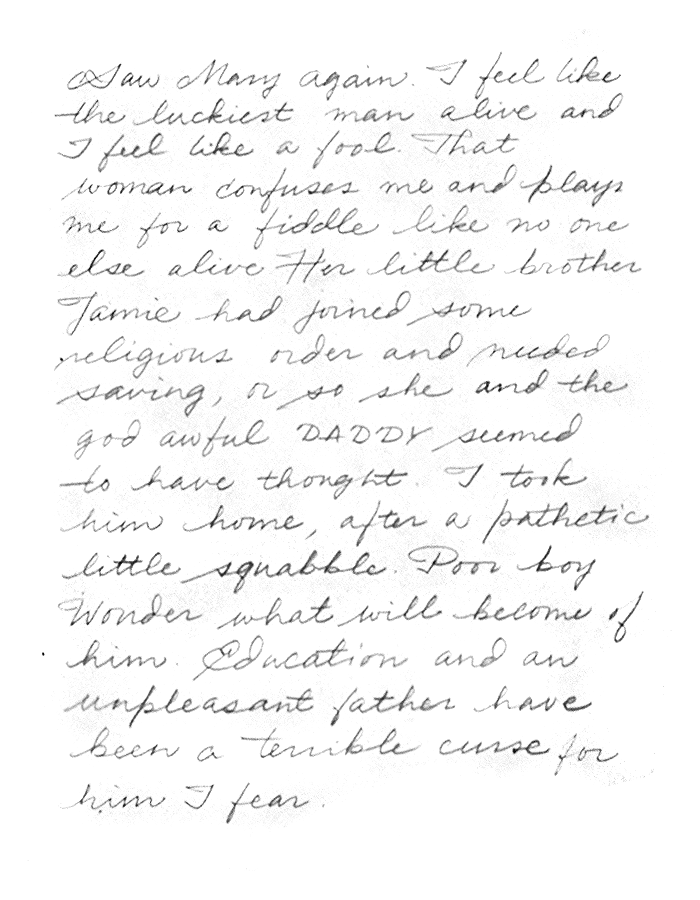 Saw Mary again. I feel like
the luckiest man alive and
I feel like a fool. That
woman confuses me and plays
me for a fiddle like no one
else alive Her little brother
Jamie had joined some
religious order and needed
saving, or so she and the
god awful DADDY seemed
to have thought. I took
him home, after a pathetic
little squabble. Poor boy
Wonder what will become of
him. Education and an
unpleasant father have
been a terrible curse for
him I fear.